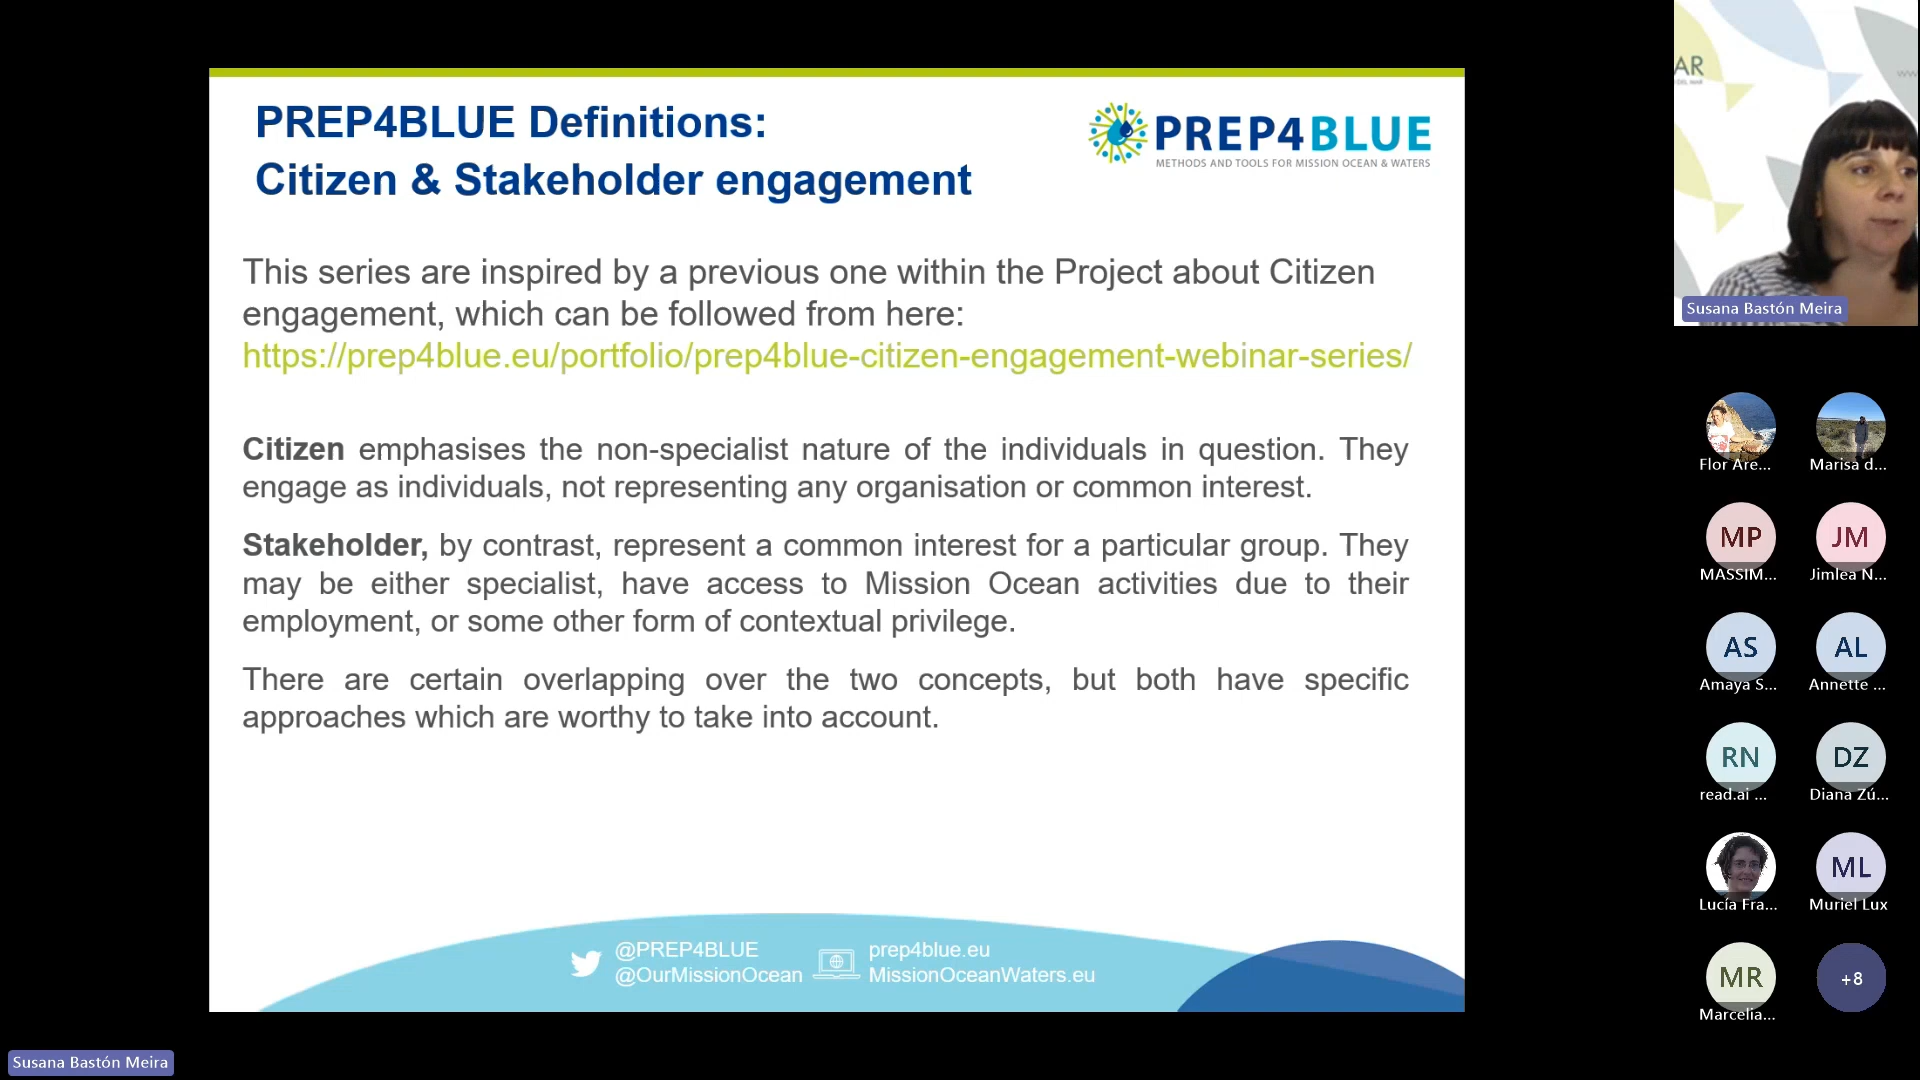 PREP4BLUE Definitions:
Citizen & Stakeholder engagement
PREP4BLUE
METHODS AND TOOLS FOR MISSION OCEAN & WATERS
This series are inspired by a previous one within the Project about Citizen
engagement, which can be followed from here:
https://prep4blue.eu/portfolio/prep4blue-citizen-engagement-webinar-series/
Citizen emphasises the non-specialist nature of the individuals in question. They
engage as individuals, not representing any organisation or common interest.
Stakeholder, by contrast, represent a common interest for a particular group. They
may be either specialist, have access to Mission Ocean activities due to their
employment, or some other form of contextual privilege.
There are certain overlapping over the two concepts, but both have specific
approaches which are worthy to take into account.
@PREP4BLUE
@OurMissionOcean
prep4blue.eu
MissionOceanWaters.eu
AR
Susana Bastón Meira
Flor Are...
Marisa d...
MP
MASSIM...
JM
Jimlea N...
AS
Amaya S...
AL
Annette ...
RN
read.ai ...
DZ
Diana Zú...
Lucía Fra...
ML
Muriel Lux
MR
Marcelia...
+8
Susana Bastón Meira